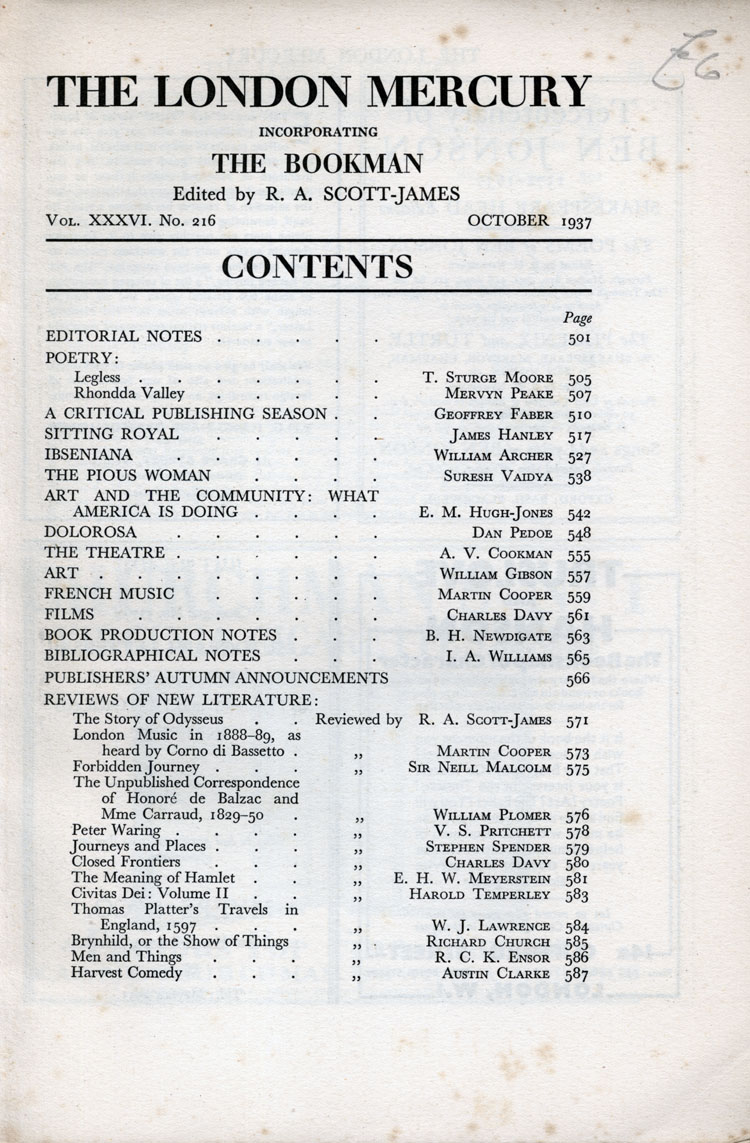 £6
THE LONDON MERCURY
INCORPORATING
THE BOOKMAN
Edited by R. A. SCOTT-JAMES
VOL. XXXVI. No. 216 OCTOBER 1937
CONTENTS
Page
EDITORIAL NOTES . . 501
POETRY:
Legless . . . . . . T. STURGE MOORE 505
Rhondda Valley . . . . MERVYN PEAKE 507
A CRITICAL PUBLISHING SEASON . . GEOFFREY FABER 510
SITTING ROYAL . . . . . JAMES HANLEY 517
IBSENIANA . . . . . WILLIAM ARCHER 527
THE PIOUS WOMAN . . . . SURESH VAIDYA 538
ART AND THE COMMUNITY: WHAT
AMERICA IS DOING . . . . E. M. HUGH-JONES 542
DOLOROSA . . . . . DAN PEDOE 548
THE THEATRE . . . . . A. V. COOKMAN 555
ART . . . . . . . WILLIAM GIBSON 557
FRENCH MUSIC . . . . . MARTIN COOPER 559
FILMS . . . . . . CHARLES DAVY 561
BOOK PRODUCTION NOTES . . . B. H. NEWDIGATE 563
BIBLIOGRAPHICAL NOTES . . . I. A. WILLIAMS 565
PUBLISHERS' AUTUMN ANNOUNCEMENTS 566
REVIEWS OF NEW LITERATURE:
The Story of Odysseus . . Reviewed by R. A. SCOTT-JAMES 571
London Music in 1888–89, as
heard by Corno di Bassetto . „ MARTIN COOPER 573
Forbidden Journey . . . „ SIR NEILL MALCOLM 575
The Unpublished Correspondence
of Honoré de Balzac and
Mme Carraud, 1829–50 . „ WILLIAM PLOMER 576
Peter Waring . . . . „ V. S. PRITCHETT 578
Journeys and Places . . . „ STEPHEN SPENDER 579
Closed Frontiers . . . „ CHARLES DAVY 580
The Meaning of Hamlet . . „ E. H. W. MEYERSTEIN 581
Civitas Dei: Volume II . . „ HAROLD TEMPERLEY 583
Thomas Platter's Travels in
England, 1597 . . . „ W. J. LAWRENCE 584
Brynhild, or the Show of Things „ RICHARD CHURCH 585
Men and Things . . . „ R. C. K. ENSOR 586
Harvest Comedy . . . „ AUSTIN CLARKE 587